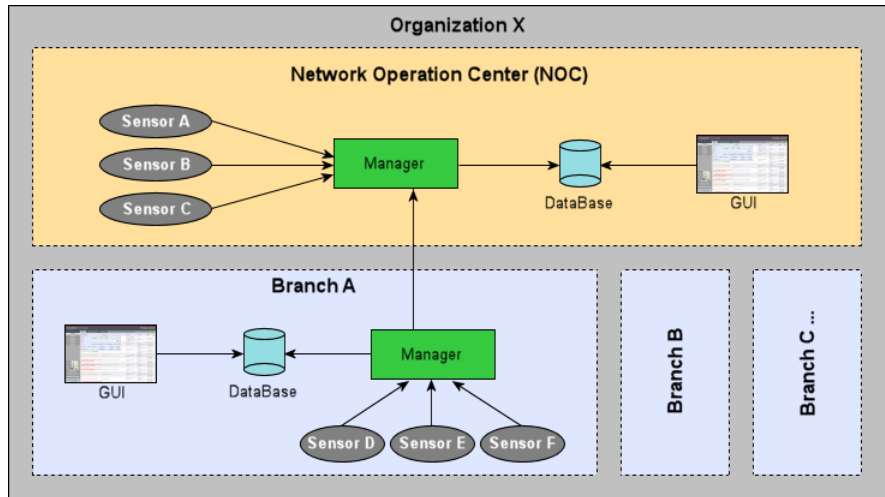 Organization X
Network Operation Center (NOC)
Sensor A
Sensor B
Sensor C
Manager
DataBase
GUI
Branch A
GUI
DataBase
Manager
Sensor D
Sensor E
Sensor F
Branch B
Branch C ...